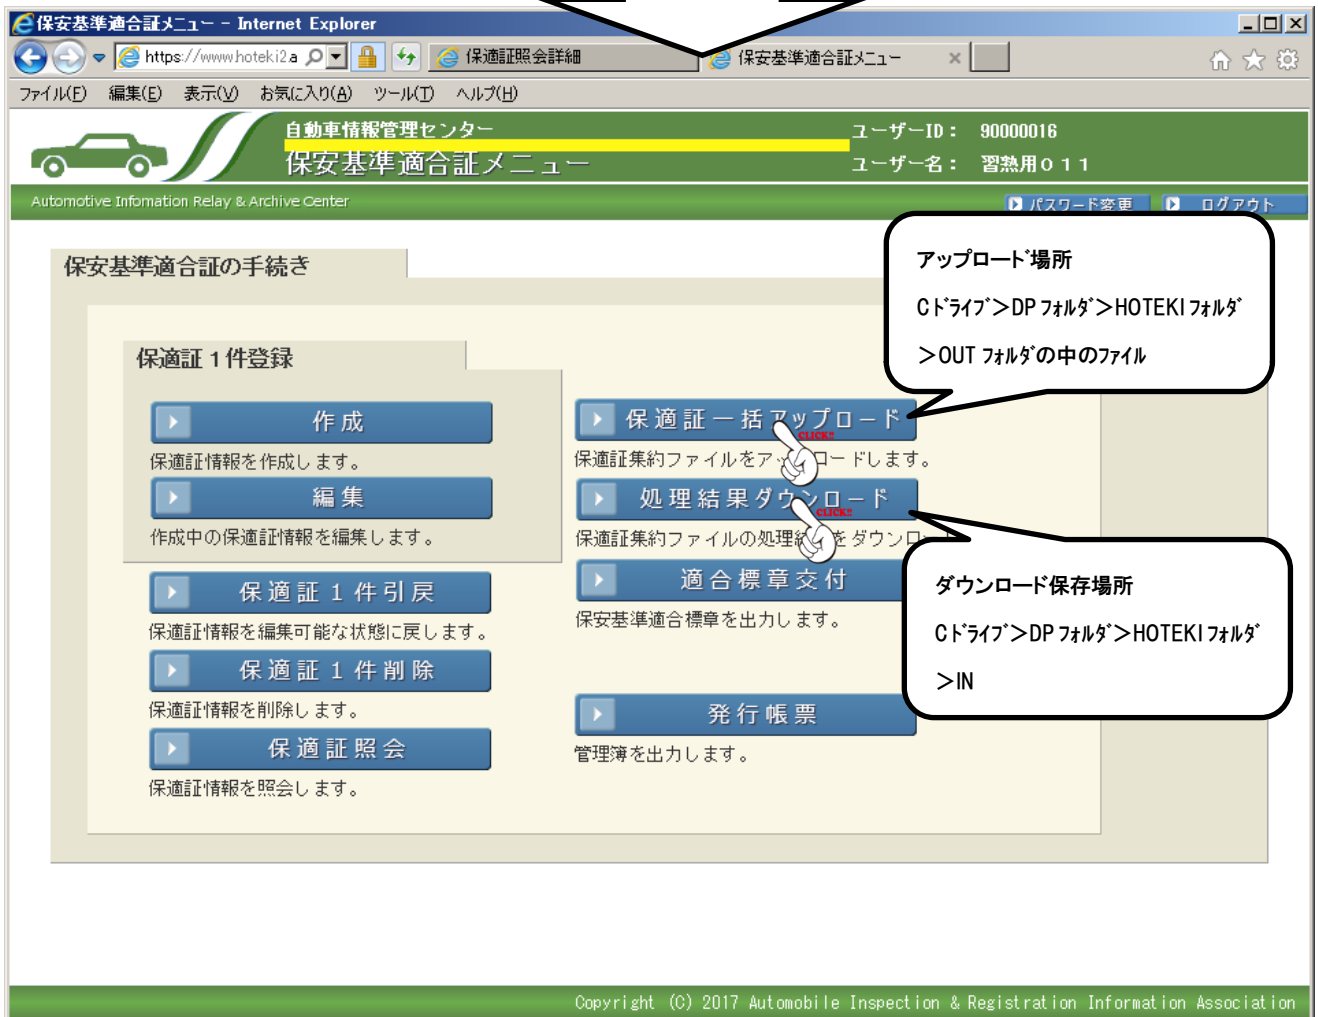 保安基準適合証メニュー - Internet Explorer
https://www.hoteki2.a
保適証照会詳細
保安基準適合証メニュー
ファイル(F) 編集(E) 表示(V) お気に入り(A) ツール(T) ヘルプ(H)
自動車情報管理センター
保安基準適合証メニュー
ユーザーID： 90000016
ユーザー名： 習熟用０１１
Automotive Infomation Relay & Archive Center
パスワード変更
ログアウト
保安基準適合証の手続き
保適証１件登録
作成
保適証情報を作成します。
編集
作成中の保適証情報を編集します。
保適証１件引戻
保適証情報を編集可能な状態に戻します。
保適証１件削除
保適証情報を削除します。
保適証照会
保適証情報を照会します。
保適証一括アップロード
CLICK!!
保適証集約ファイルをアッ ロードします。
処理結果ダウンロード
CLICK!!
保適証集約ファイルの処理結 をダウンロー
適合標章交付
保安基準適合標章を出力します。
発行帳票
管理簿を出力します。
アップロード場所
Cﾄﾞﾗｲﾌﾞ＞DPﾌｫﾙﾀﾞ＞HOTEKIﾌｫﾙﾀﾞ
＞OUTﾌｫﾙﾀﾞの中のﾌｧｲﾙ
ダウンロード保存場所
Cﾄﾞﾗｲﾌﾞ＞DPﾌｫﾙﾀﾞ＞HOTEKIﾌｫﾙﾀﾞ
＞IN
Copyright (C) 2017 Automobile Inspection & Registration Information Association